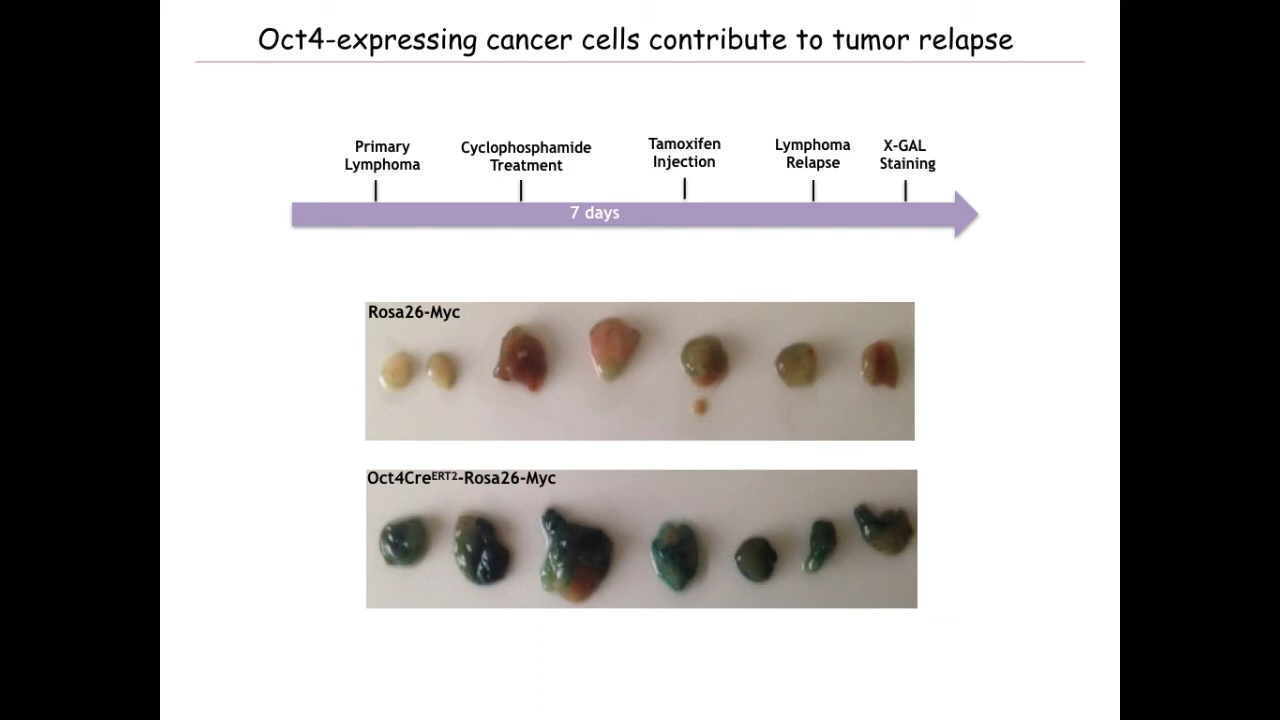 Oct4-expressing cancer cells contribute to tumor relapse
Primary
Lymphoma
Cyclophosphamide
Treatment
Tamoxifen
Injection
Lymphoma
Relapse
X-GAL
Staining
7 days
Rosa26-Myc
Oct4Creᴱᴿᵀ²-Rosa26-Myc